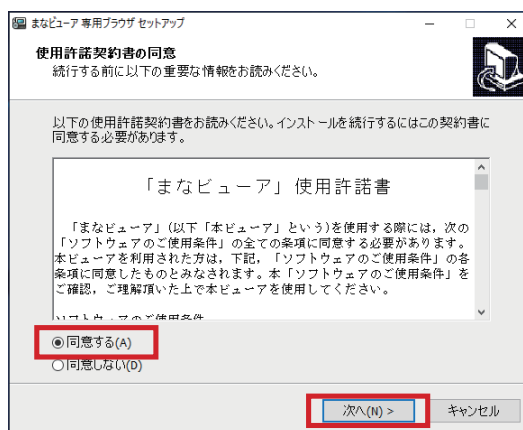 まなビューア 専用ブラウザ セットアップ
使用許諾契約書の同意
続行する前に以下の重要な情報をお読みください。
以下の使用許諾契約書をお読みください。インストールを続行するにはこの契約書に
同意する必要があります。
「まなビューア」使用許諾書
「まなビューア」(以下「本ビューア」という)を使用する際には，次の
「ソフトウェアのご使用条件」の全ての条項に同意する必要があります。
本ビューアを利用された方は，下記，「ソフトウェアのご使用条件」の各
条項に同意したものとみなされます。本「ソフトウェアのご使用条件」を
ご確認，ご理解頂いた上で本ビューアを使用してください。
ソフトウェアのご使用条件
同意する(A)
同意しない(D)
次へ(N) >
キャンセル